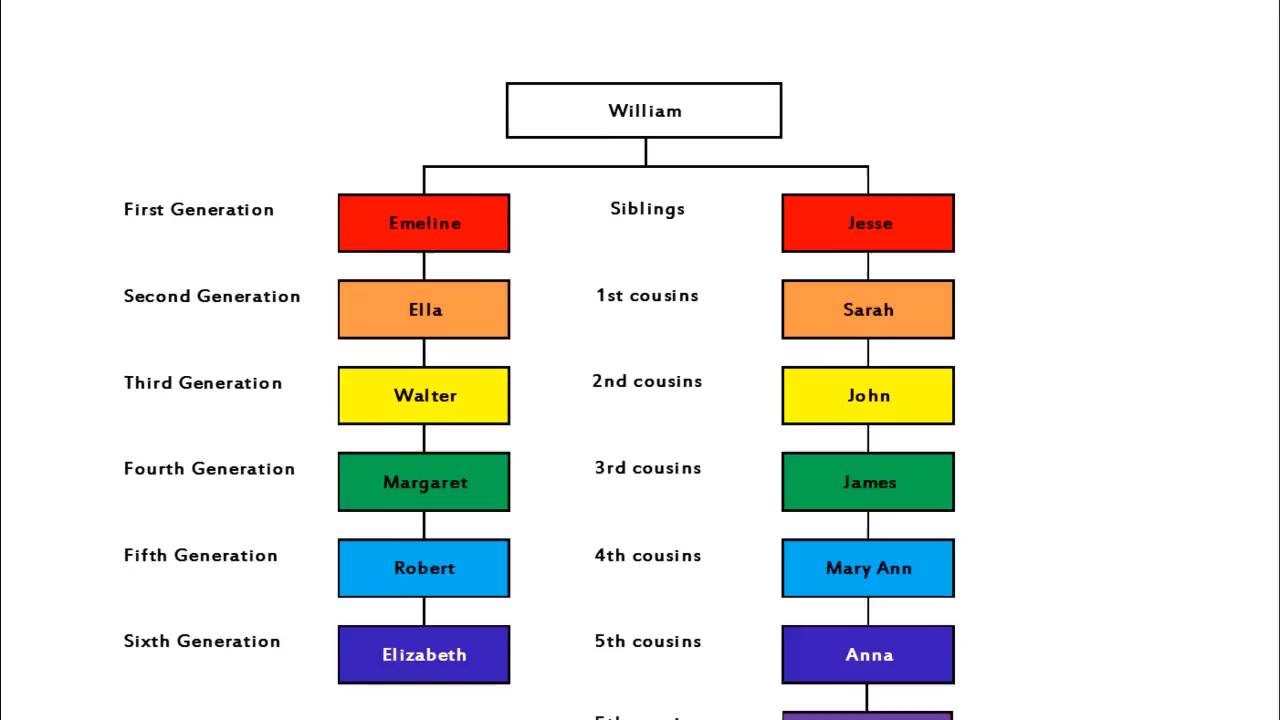 William
First Generation
Emeline
Siblings
Jesse
Second Generation
Ella
1st cousins
Sarah
Third Generation
Walter
2nd cousins
John
Fourth Generation
Margaret
3rd cousins
James
Fifth Generation
Robert
4th cousins
Mary Ann
Sixth Generation
Elizabeth
5th cousins
Anna